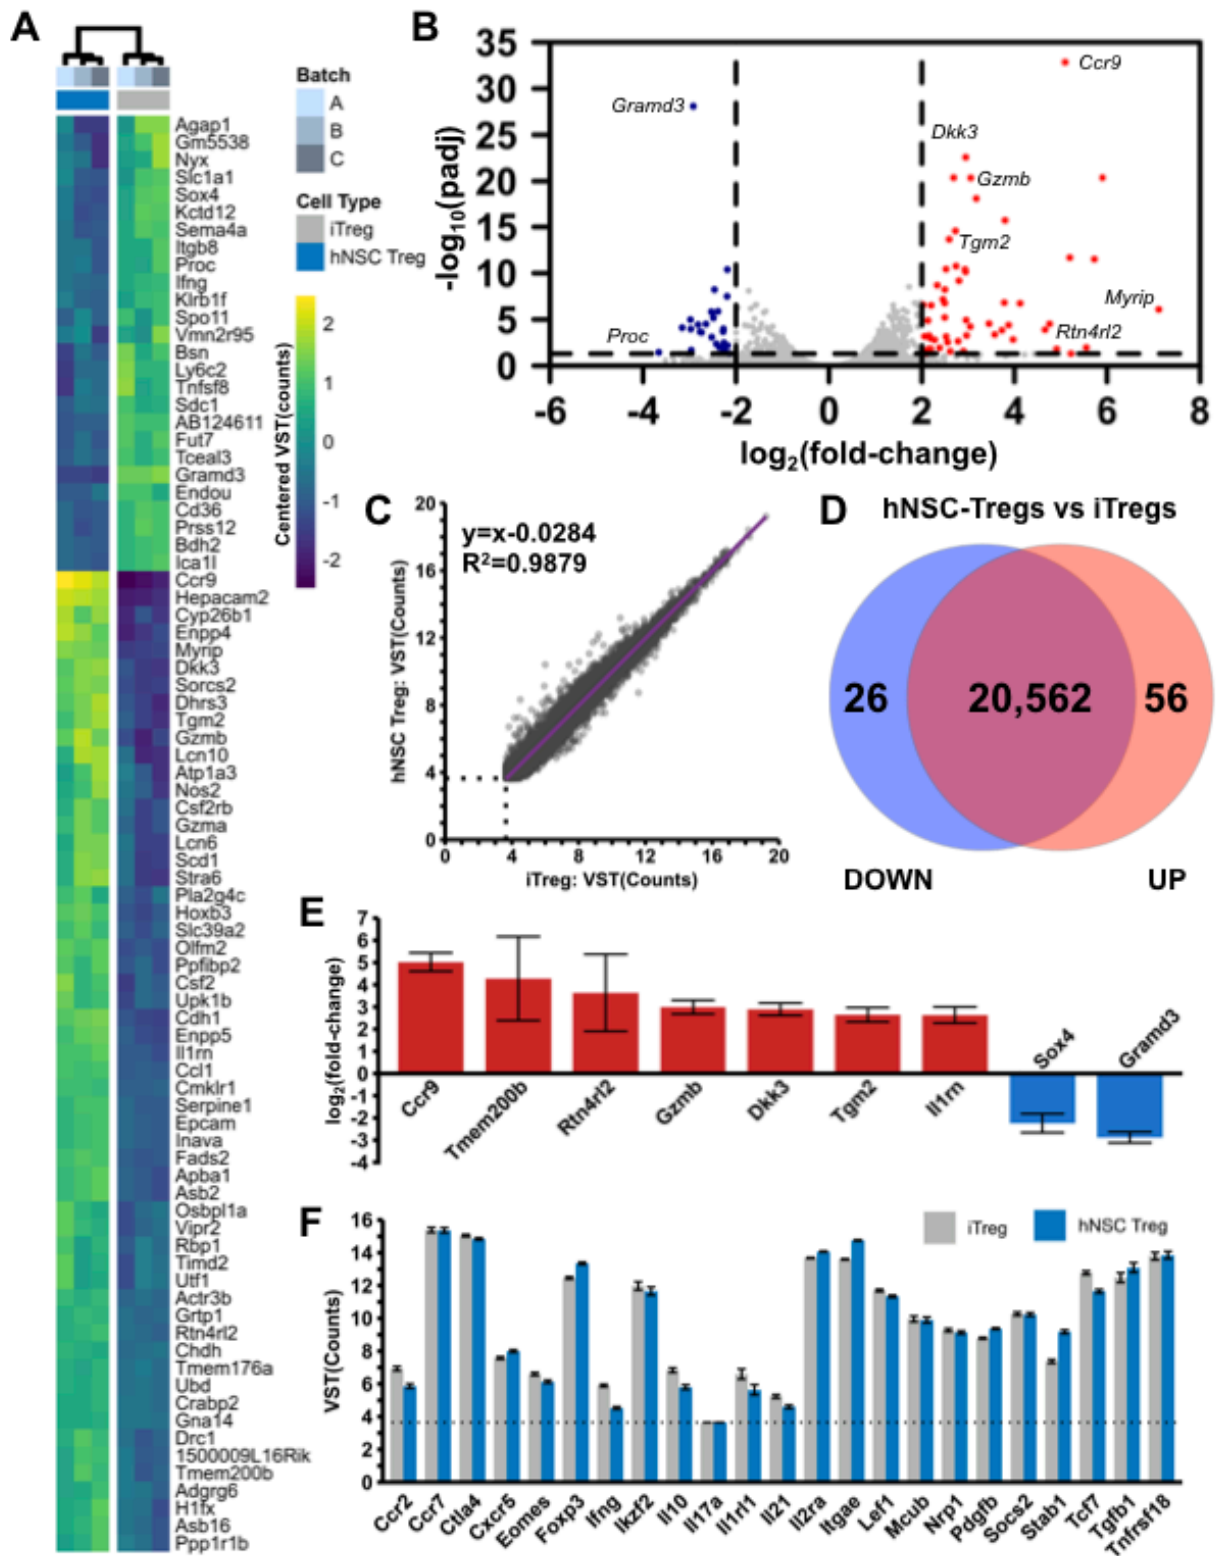 A
Batch
A
B
C
Cell Type
iTreg
hNSC Treg
Centered VST(counts)
2
1
0
-1
-2
Agap1
Gm5538
Nyx
Slc1a1
Sox4
Kctd12
Sema4a
Itgb8
Proc
Ifng
Klrb1f
Spo11
Vmn2r95
Bsn
Ly6c2
Tnfsf8
Sdc1
AB124611
Fut7
Tceal3
Gramd3
Endou
Cd36
Prss12
Bdh2
Ica1l
Ccr9
Hepacam2
Cyp26b1
Enpp4
Myrip
Dkk3
Sorcs2
Dhrs3
Tgm2
Gzmb
Lcn10
Atp1a3
Nos2
Csf2rb
Gzma
Lcn6
Scd1
Stra6
Pla2g4c
Hoxb3
Slc39a2
Olfm2
Ppfibp2
Csf2
Upk1b
Cdh1
Enpp5
Il1rn
Ccl1
Cmklr1
Serpine1
Epcam
Inava
Fads2
Apba1
Asb2
Osbpl1a
Vipr2
Rbp1
Timd2
Utf1
Actr3b
Grtp1
Rtn4rl2
Chdh
Tmem176a
Ubd
Crabp2
Gna14
Drc1
1500009L16Rik
Tmem200b
Adgrg6
H1fx
Asb16
Ppp1r1b
B
-log10(padj)
35
30
25
20
15
10
5
0
Gramd3
Proc
Ccr9
Dkk3
Gzmb
Tgm2
Myrip
Rtn4rl2
-6 -4 -2 0 2 4 6 8
log2(fold-change)
C
y=x-0.0284
R2=0.9879
hNSC Treg: VST(Counts)
20
16
12
8
4
0
0 4 8 12 16 20
iTreg: VST(Counts)
D hNSC-Tregs vs iTregs
26 20,562 56
DOWN UP
E
log2(fold-change)
7
6
5
4
3
2
1
0
-1
-2
-3
-4
Ccr9 Tmem200b Rtn4rl2 Gzmb Dkk3 Tgm2 Il1rn Sox4 Gramd3
F
iTreg hNSC Treg
VST(Counts)
16
14
12
10
8
6
4
2
0
Ccr2 Ccr7 Ctla4 Cxcr5 Eomes Foxp3 Ifng Ikzf2 Il10 Il17a Il1rl1 Il21 Il2ra Itgae Lef1 Mcub Nrp1 Pdgfb Socs2 Stab1 Tcf7 Tgfb1 Tnfrsf18